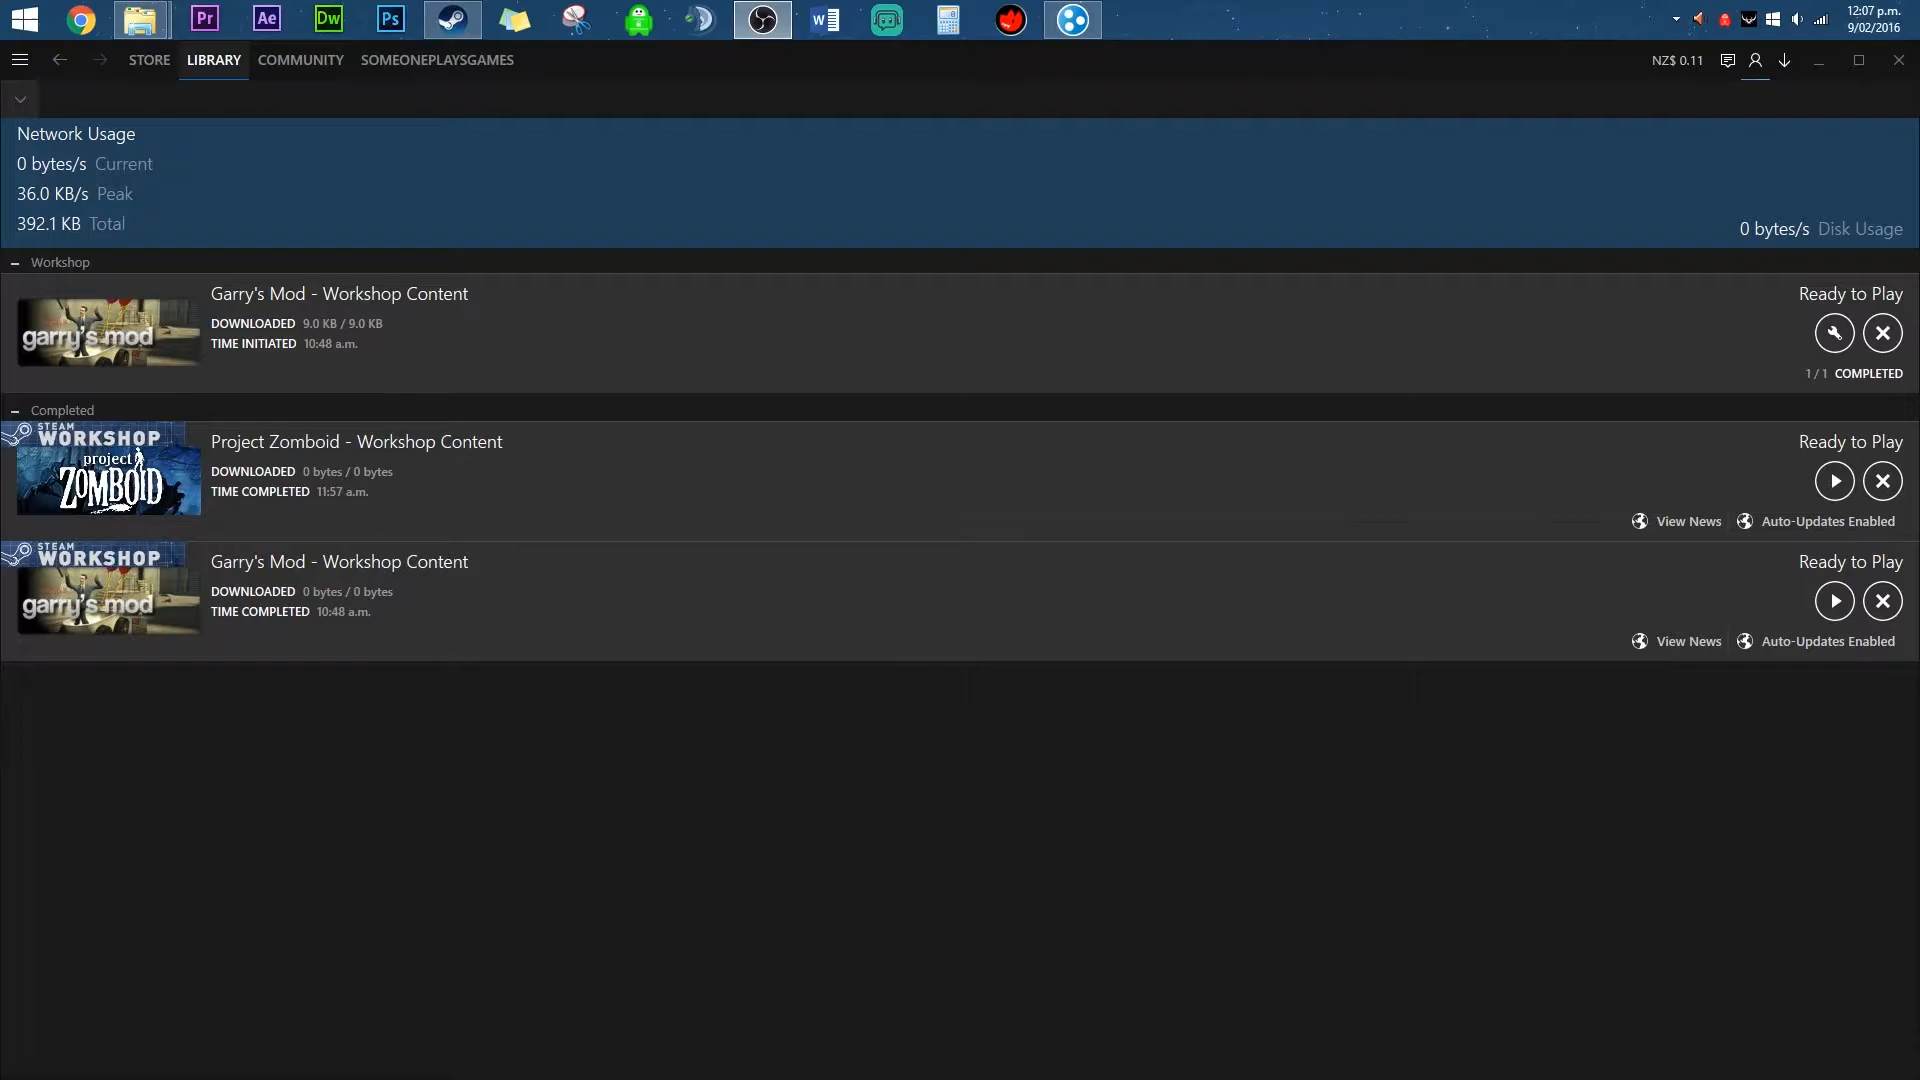 Pr
Ae
Dw
Ps
W
12:07 p.m.
9/02/2016
STORE
LIBRARY
COMMUNITY
SOMEONEPLAYSGAMES
NZ$ 0.11
Network Usage
0 bytes/s Current
36.0 KB/s Peak
392.1 KB Total
0 bytes/s Disk Usage
Workshop
garry's mod
Garry's Mod - Workshop Content
DOWNLOADED 9.0 KB / 9.0 KB
TIME INITIATED 10:48 a.m.
Ready to Play
1 / 1 COMPLETED
Completed
STEAM
WORKSHOP
project
ZOMBOID
Project Zomboid - Workshop Content
DOWNLOADED 0 bytes / 0 bytes
TIME COMPLETED 11:57 a.m.
Ready to Play
View News
Auto-Updates Enabled
STEAM
WORKSHOP
garry's mod
Garry's Mod - Workshop Content
DOWNLOADED 0 bytes / 0 bytes
TIME COMPLETED 10:48 a.m.
Ready to Play
View News
Auto-Updates Enabled